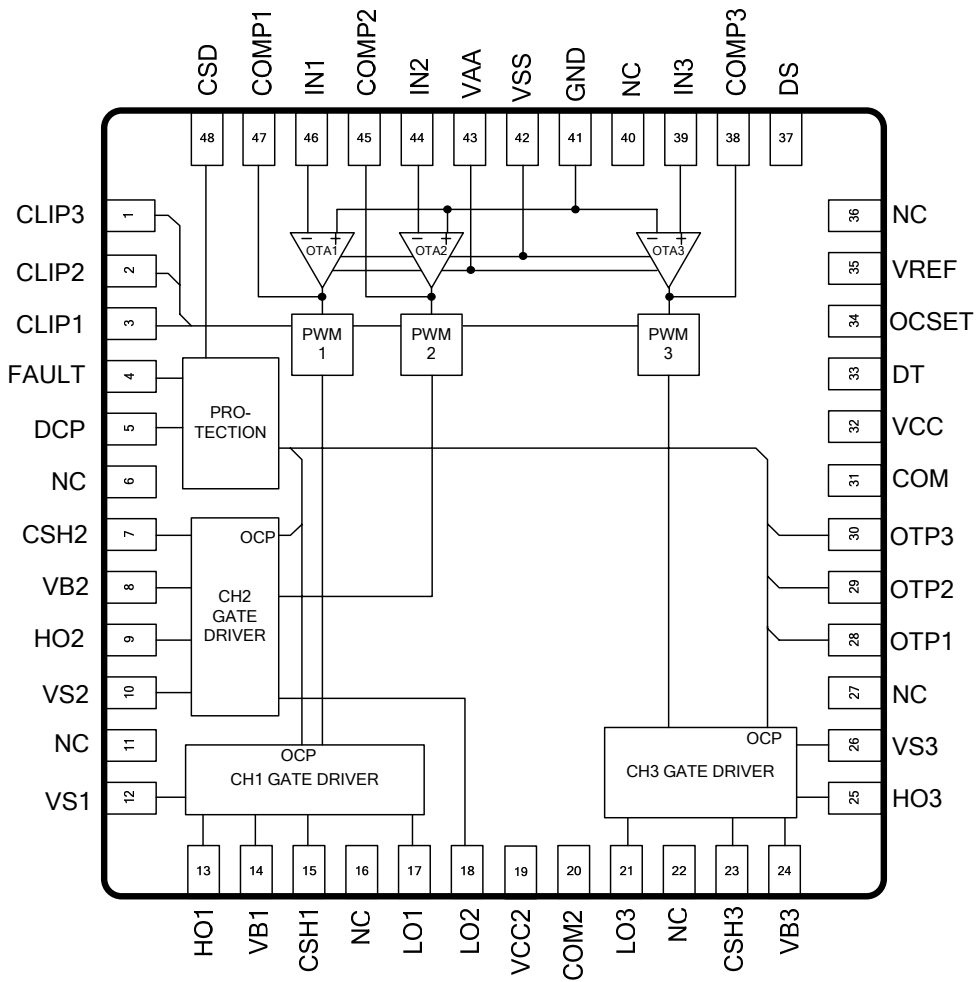 CSD
COMP1
IN1
COMP2
IN2
VAA
VSS
GND
NC
IN3
COMP3
DS
48
47
46
45
44
43
42
41
40
39
38
37
CLIP3
1
CLIP2
2
CLIP1
3
FAULT
4
DCP
5
NC
6
CSH2
7
VB2
8
HO2
9
VS2
10
NC
11
VS1
12
− +
OTA1
− +
OTA2
− +
OTA3
PWM
1
PWM
2
PWM
3
PRO-
TECTION
OCP
CH2
GATE
DRIVER
OCP
CH1 GATE DRIVER
OCP
CH3 GATE DRIVER
36
NC
35
VREF
34
OCSET
33
DT
32
VCC
31
COM
30
OTP3
29
OTP2
28
OTP1
27
NC
26
VS3
25
HO3
13
14
15
16
17
18
19
20
21
22
23
24
HO1
VB1
CSH1
NC
LO1
LO2
VCC2
COM2
LO3
NC
CSH3
VB3